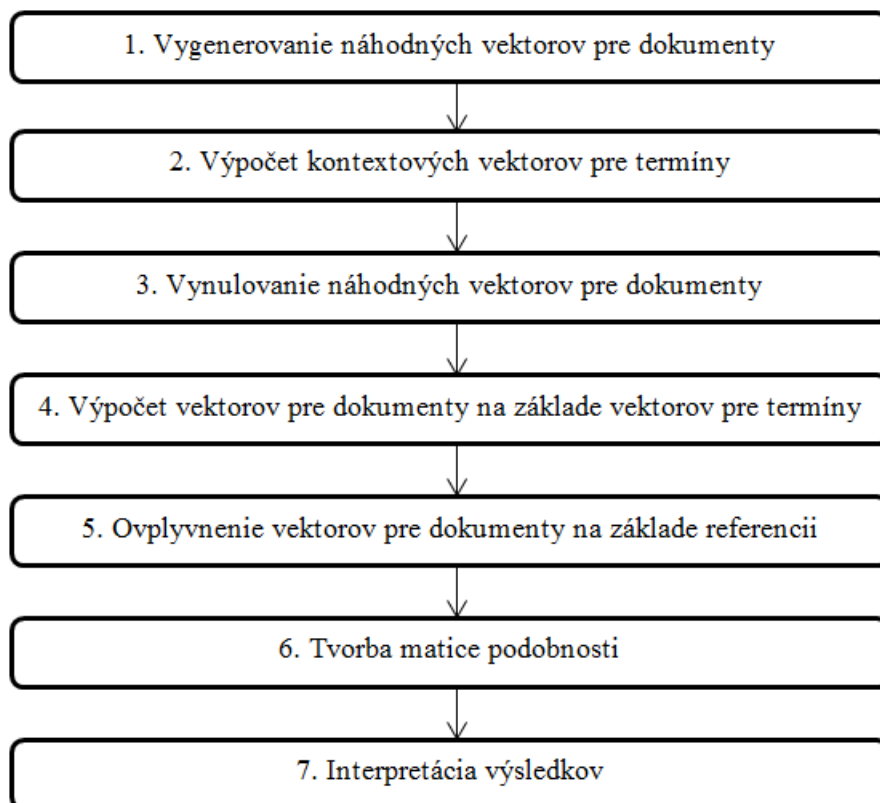 1. Vygenerovanie náhodných vektorov pre dokumenty
2. Výpočet kontextových vektorov pre termíny
3. Vynulovanie náhodných vektorov pre dokumenty
4. Výpočet vektorov pre dokumenty na základe vektorov pre termíny
5. Ovplyvnenie vektorov pre dokumenty na základe referencii
6. Tvorba matice podobnosti
7. Interpretácia výsledkov